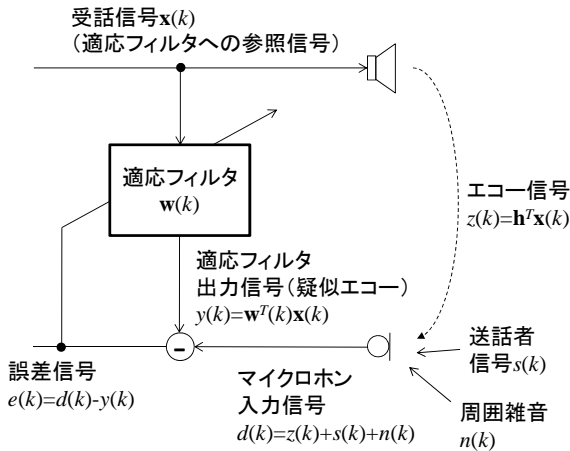 受話信号x(k)
(適応フィルタへの参照信号)
適応フィルタ
w(k)
エコー信号
z(k)=hᵀx(k)
適応フィルタ
出力信号(疑似エコー)
y(k)=wᵀ(k)x(k)
-
誤差信号
e(k)=d(k)-y(k)
マイクロホン
入力信号
d(k)=z(k)+s(k)+n(k)
送話者
信号s(k)
周囲雑音
n(k)